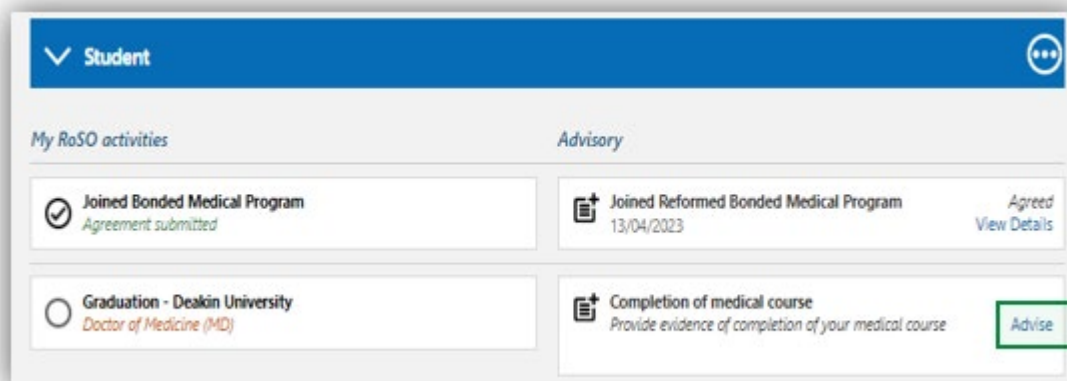 Student
My RoSO activities
Advisory
Joined Bonded Medical Program
Agreement submitted
Joined Reformed Bonded Medical Program
13/04/2023
Agreed
View Details
Graduation - Deakin University
Doctor of Medicine (MD)
Completion of medical course
Provide evidence of completion of your medical course
Advise